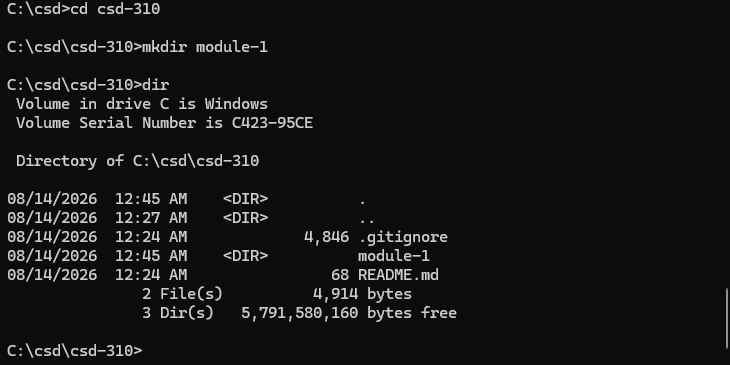 C:\csd>cd csd-310
C:\csd\csd-310>mkdir module-1
C:\csd\csd-310>dir
 Volume in drive C is Windows
 Volume Serial Number is C423-95CE
 Directory of C:\csd\csd-310
08/14/2026  12:45 AM    <DIR>          .
08/14/2026  12:27 AM    <DIR>          ..
08/14/2026  12:24 AM             4,846 .gitignore
08/14/2026  12:45 AM    <DIR>          module-1
08/14/2026  12:24 AM                68 README.md
               2 File(s)          4,914 bytes
               3 Dir(s)   5,791,580,160 bytes free
C:\csd\csd-310>